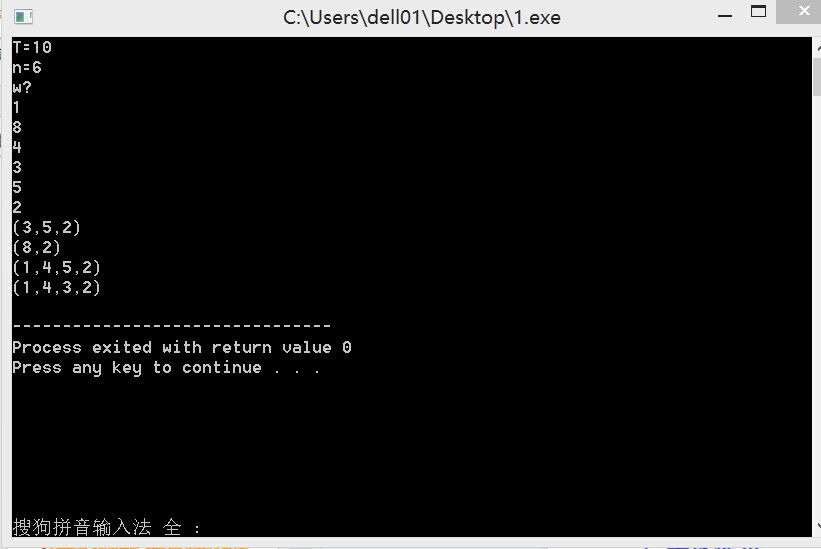 C:\Users\dell01\Desktop\1.exe
T=10
n=6
w?
1
8
4
3
5
2
(3,5,2)
(8,2)
(1,4,5,2)
(1,4,3,2)
--------------------------------
Process exited with return value 0
Press any key to continue . . .
搜狗拼音输入法 全 :